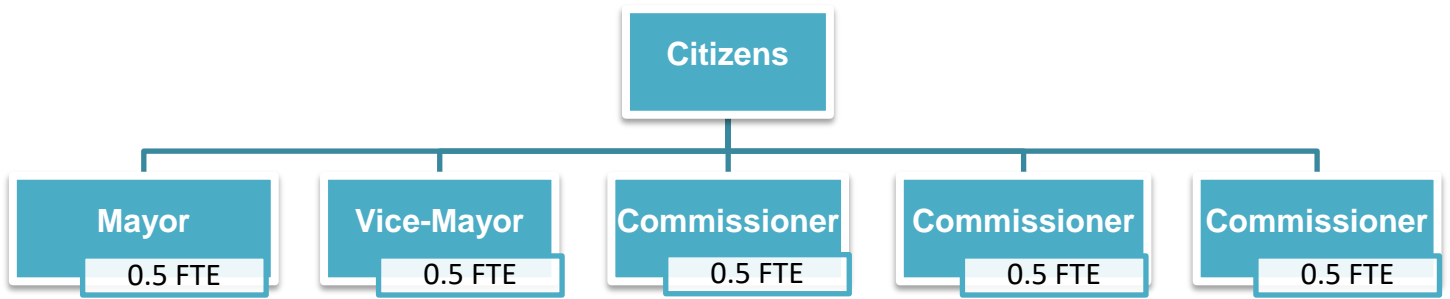 Citizens
Mayor
0.5 FTE
Vice-Mayor
0.5 FTE
Commissioner
0.5 FTE
Commissioner
0.5 FTE
Commissioner
0.5 FTE